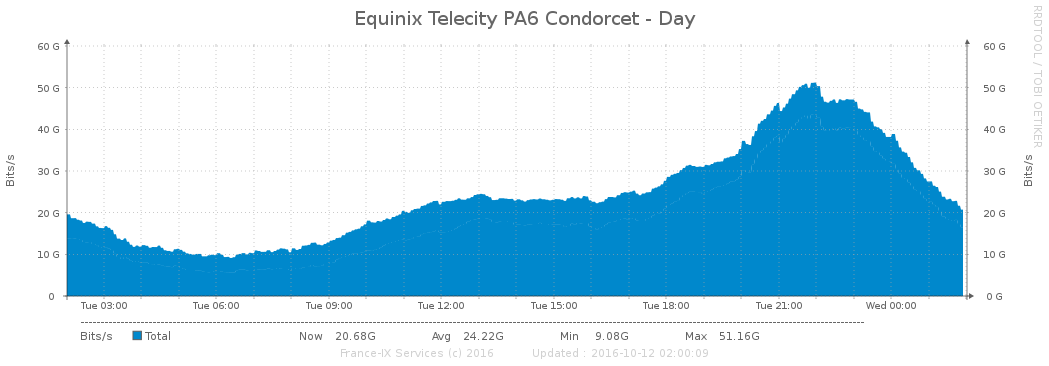 Equinix Telecity PA6 Condorcet - Day
RRDTOOL / TOBI OETIKER
Bits/s
60 G
50 G
40 G
30 G
20 G
10 G
0
60 G
50 G
40 G
30 G
20 G
10 G
0 G
Bits/s
Tue 03:00 Tue 06:00 Tue 09:00 Tue 12:00 Tue 15:00 Tue 18:00 Tue 21:00 Wed 00:00
Bits/s Total Now 20.68G Avg 24.22G Min 9.08G Max 51.16G
France-IX Services (c) 2016 Updated : 2016-10-12 02:00:09